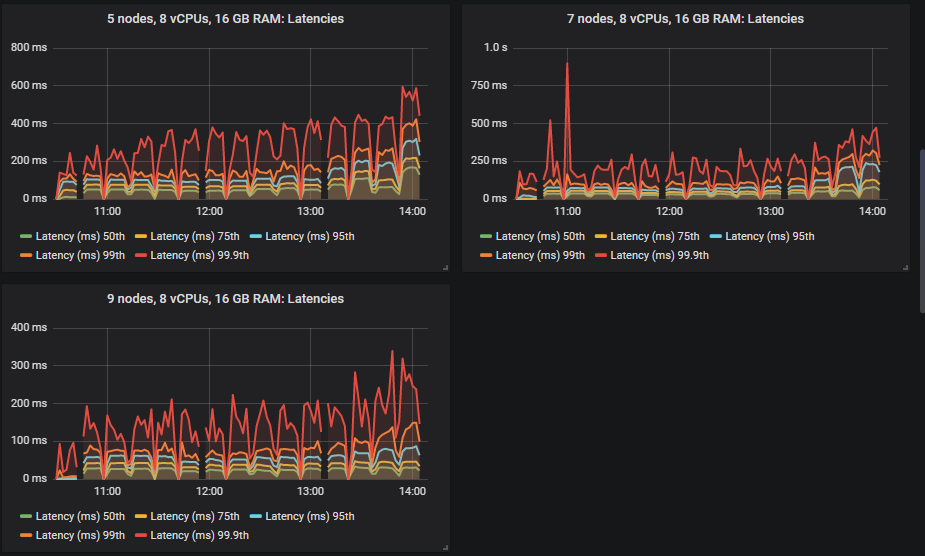 5 nodes, 8 vCPUs, 16 GB RAM: Latencies
800 ms
600 ms
400 ms
200 ms
0 ms
11:00 12:00 13:00 14:00
Latency (ms) 50th Latency (ms) 75th Latency (ms) 95th
Latency (ms) 99th Latency (ms) 99.9th
7 nodes, 8 vCPUs, 16 GB RAM: Latencies
1.0 s
750 ms
500 ms
250 ms
0 ms
11:00 12:00 13:00 14:00
Latency (ms) 50th Latency (ms) 75th Latency (ms) 95th
Latency (ms) 99th Latency (ms) 99.9th
9 nodes, 8 vCPUs, 16 GB RAM: Latencies
400 ms
300 ms
200 ms
100 ms
0 ms
11:00 12:00 13:00 14:00
Latency (ms) 50th Latency (ms) 75th Latency (ms) 95th
Latency (ms) 99th Latency (ms) 99.9th